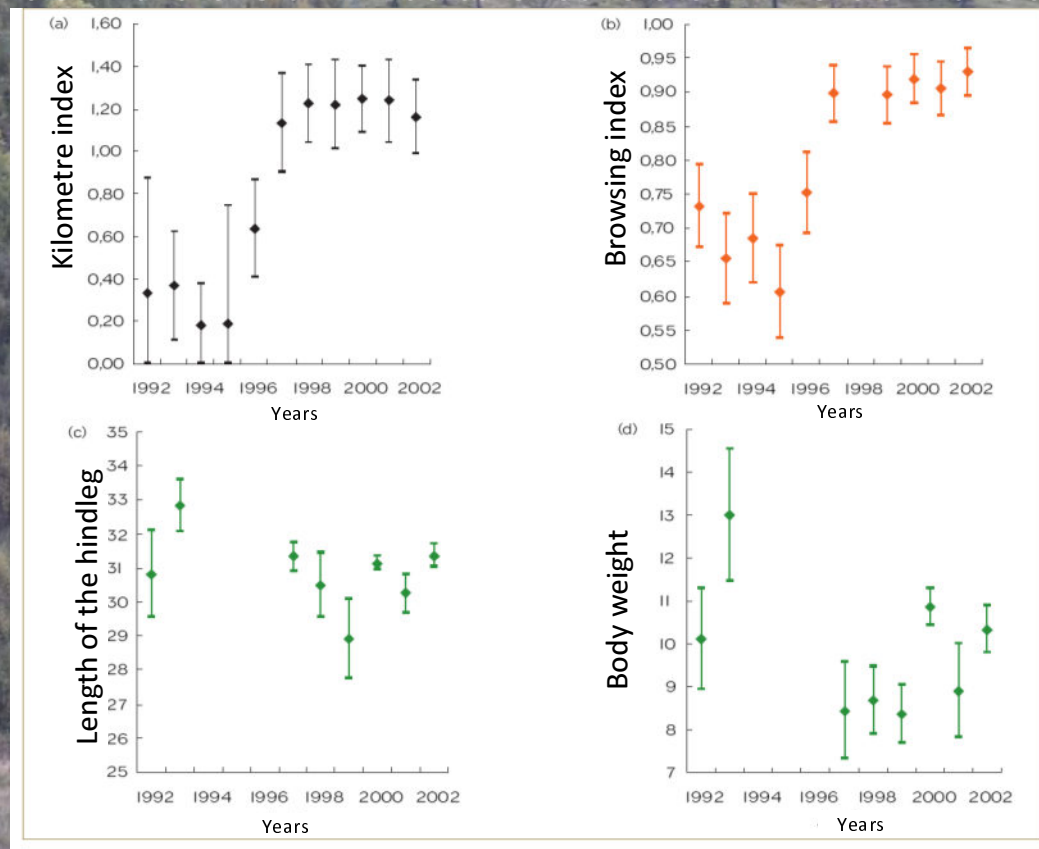 (a)
Kilometre index
1,60
1,40
1,20
1,00
0,80
0,60
0,40
0,20
0,00
1992 1994 1996 1998 2000 2002
Years
(b)
Browsing index
1,00
0,95
0,90
0,85
0,80
0,75
0,70
0,65
0,60
0,55
0,50
1992 1994 1996 1998 2000 2002
Years
(c)
Length of the hindleg
35
34
33
32
31
30
29
28
27
26
25
1992 1994 1996 1998 2000 2002
Years
(d)
Body weight
15
14
13
12
11
10
9
8
7
1992 1994 1996 1998 2000 2002
Years